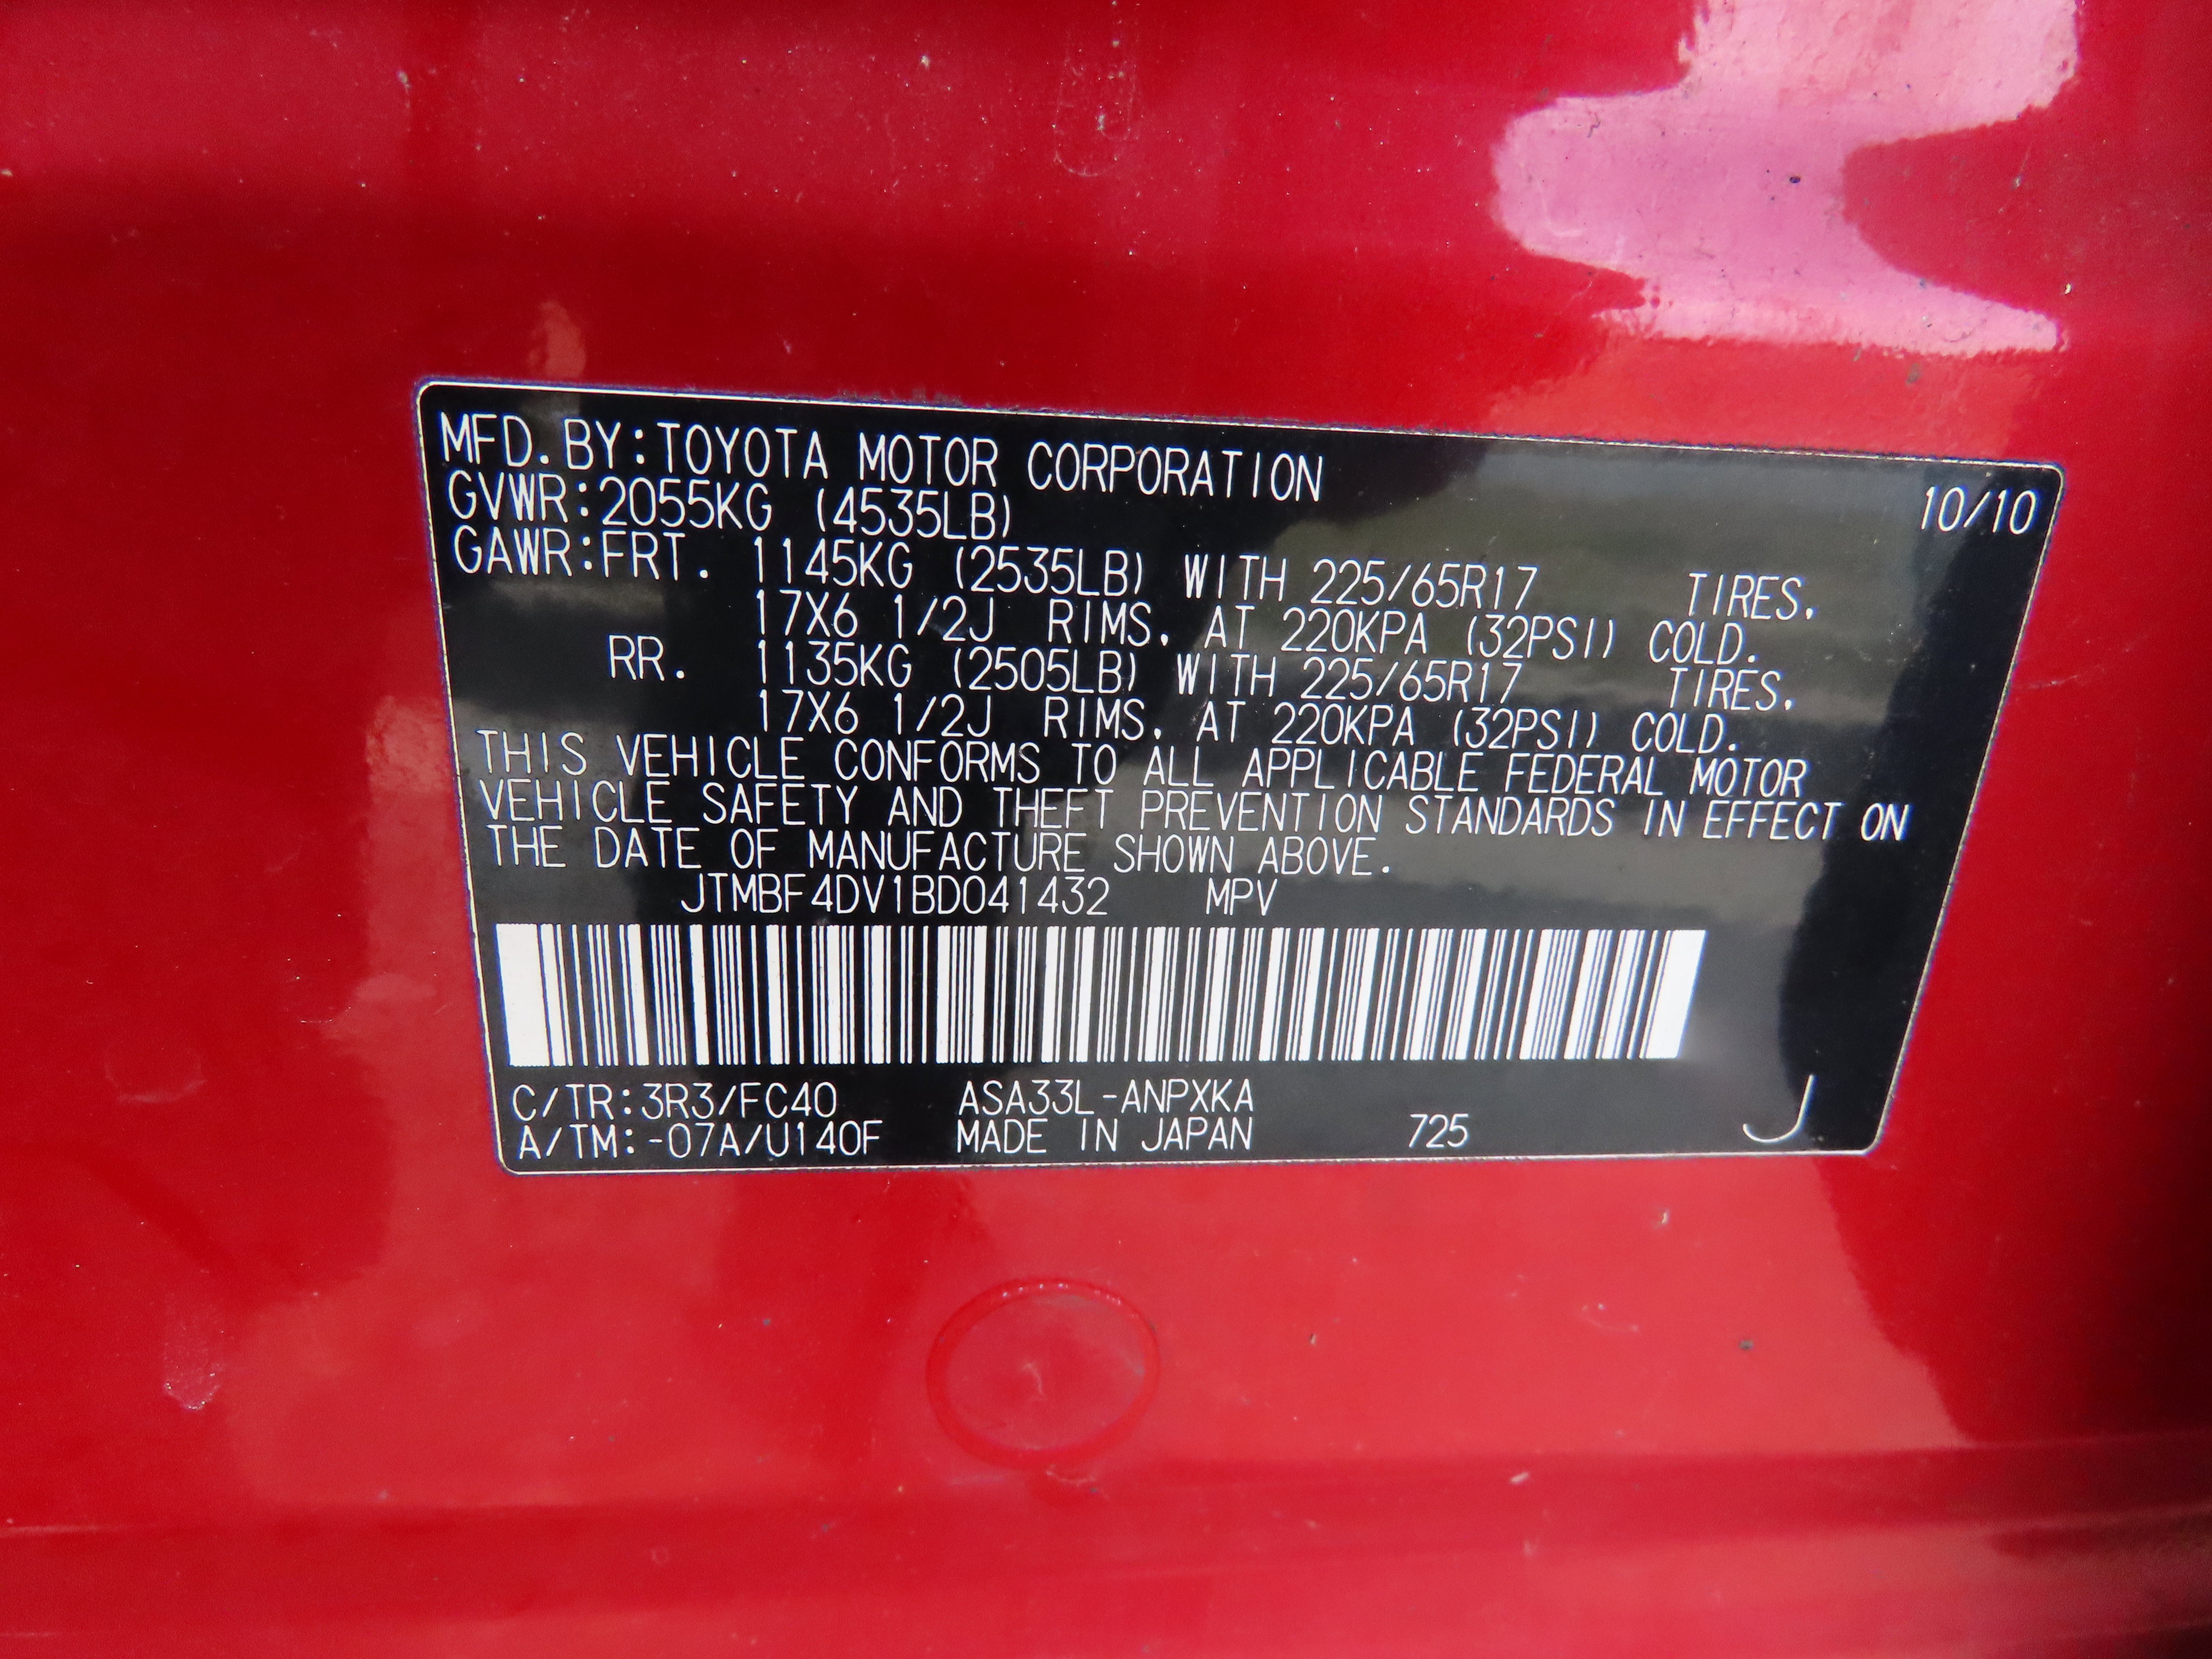 MFD. BY:TOYOTA MOTOR CORPORATION 10/10
GVWR:2055KG (4535LB)
GAWR:FRT. 1145KG (2535LB) WITH 225/65R17 TIRES,
17X6 1/2J RIMS, AT 220KPA (32PSI) COLD.
RR. 1135KG (2505LB) WITH 225/65R17 TIRES,
17X6 1/2J RIMS, AT 220KPA (32PSI) COLD.
THIS VEHICLE CONFORMS TO ALL APPLICABLE FEDERAL MOTOR
VEHICLE SAFETY AND THEFT PREVENTION STANDARDS IN EFFECT ON
THE DATE OF MANUFACTURE SHOWN ABOVE.
JTMBF4DV1BD041432 MPV
C/TR:3R3/FC40 ASA33L-ANPXKA
A/TM:-07A/U140F MADE IN JAPAN 725 J